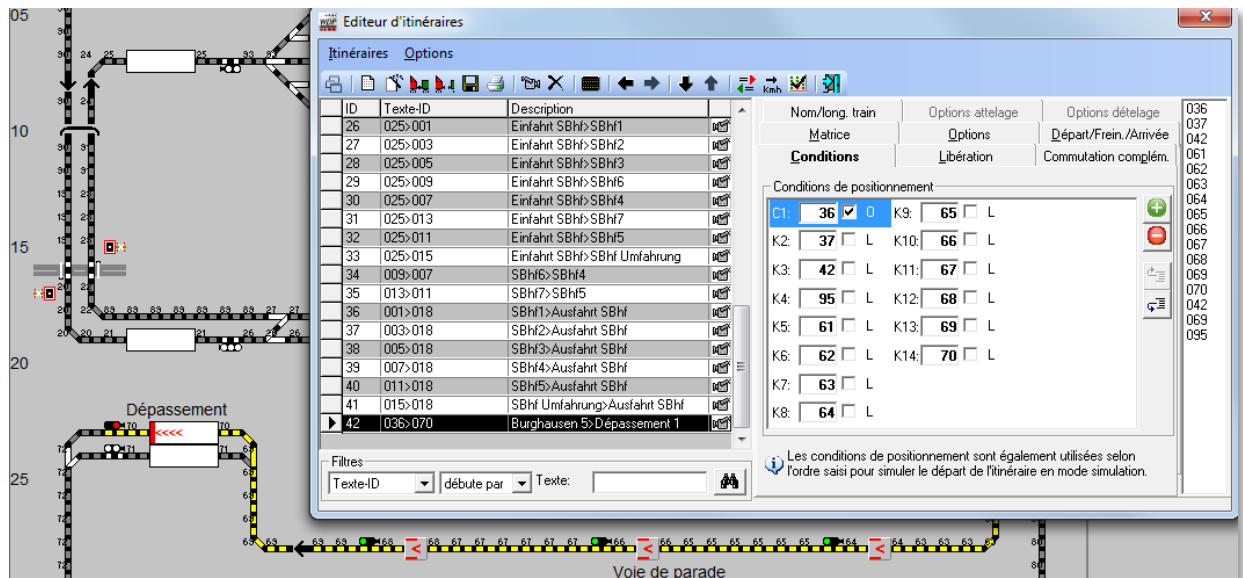 Editeur d'itinéraires
Itinéraires Options
WDP
kmh
ID Texte-ID Description
26 025>001 Einfahrt SBhf>SBhf1
27 025>003 Einfahrt SBhf>SBhf2
28 025>005 Einfahrt SBhf>SBhf3
29 025>009 Einfahrt SBhf>SBhf6
30 025>007 Einfahrt SBhf>SBhf4
31 025>013 Einfahrt SBhf>SBhf7
32 025>011 Einfahrt SBhf>SBhf5
33 025>015 Einfahrt SBhf>SBhf Umfahrung
34 009>007 SBhf6>SBhf4
35 013>011 SBhf7>SBhf5
36 001>018 SBhf1>Ausfahrt SBhf
37 003>018 SBhf2>Ausfahrt SBhf
38 005>018 SBhf3>Ausfahrt SBhf
39 007>018 SBhf4>Ausfahrt SBhf
40 011>018 SBhf5>Ausfahrt SBhf
41 015>018 SBhf Umfahrung>Ausfahrt SBhf
42 036>070 Burghausen 5>Dépassement 1
Filtres
Texte-ID débute par Texte:
Nom/long. train Options attelage Options dételage
Matrice Options Départ/Frein./Arrivée
Conditions Libération Commutation complém.
Conditions de positionnement
C1: 36 O K9: 65 L
K2: 37 L K10: 66 L
K3: 42 L K11: 67 L
K4: 95 L K12: 68 L
K5: 61 L K13: 69 L
K6: 62 L K14: 70 L
K7: 63 L
K8: 64 L
Les conditions de positionnement sont également utilisées selon
l'ordre saisi pour simuler le départ de l'itinéraire en mode simulation.
036
037
042
061
062
063
064
065
066
067
068
069
070
042
069
095
05
10
15
20
25
Dépassement
<<<<
Voie de parade